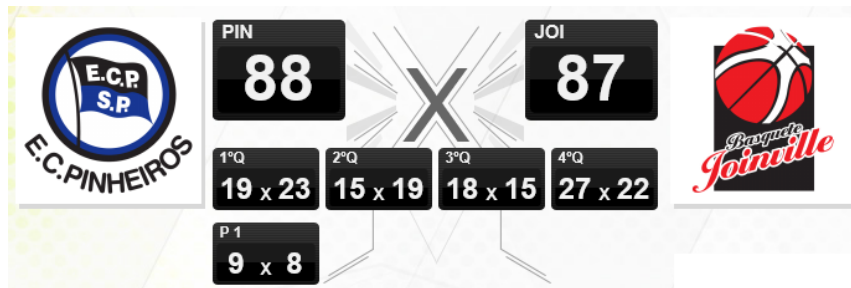 E.C.P.
S.P.
E.C.PINHEIROS
PIN
88
X
JOI
87
Basquete
Joinville
1ºQ
19 x 23
2ºQ
15 x 19
3ºQ
18 x 15
4ºQ
27 x 22
P 1
9 x 8